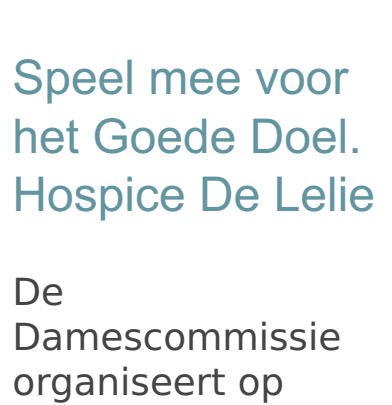 Speel mee voor
het Goede Doel.
Hospice De Lelie
De
Damescommissie
organiseert op